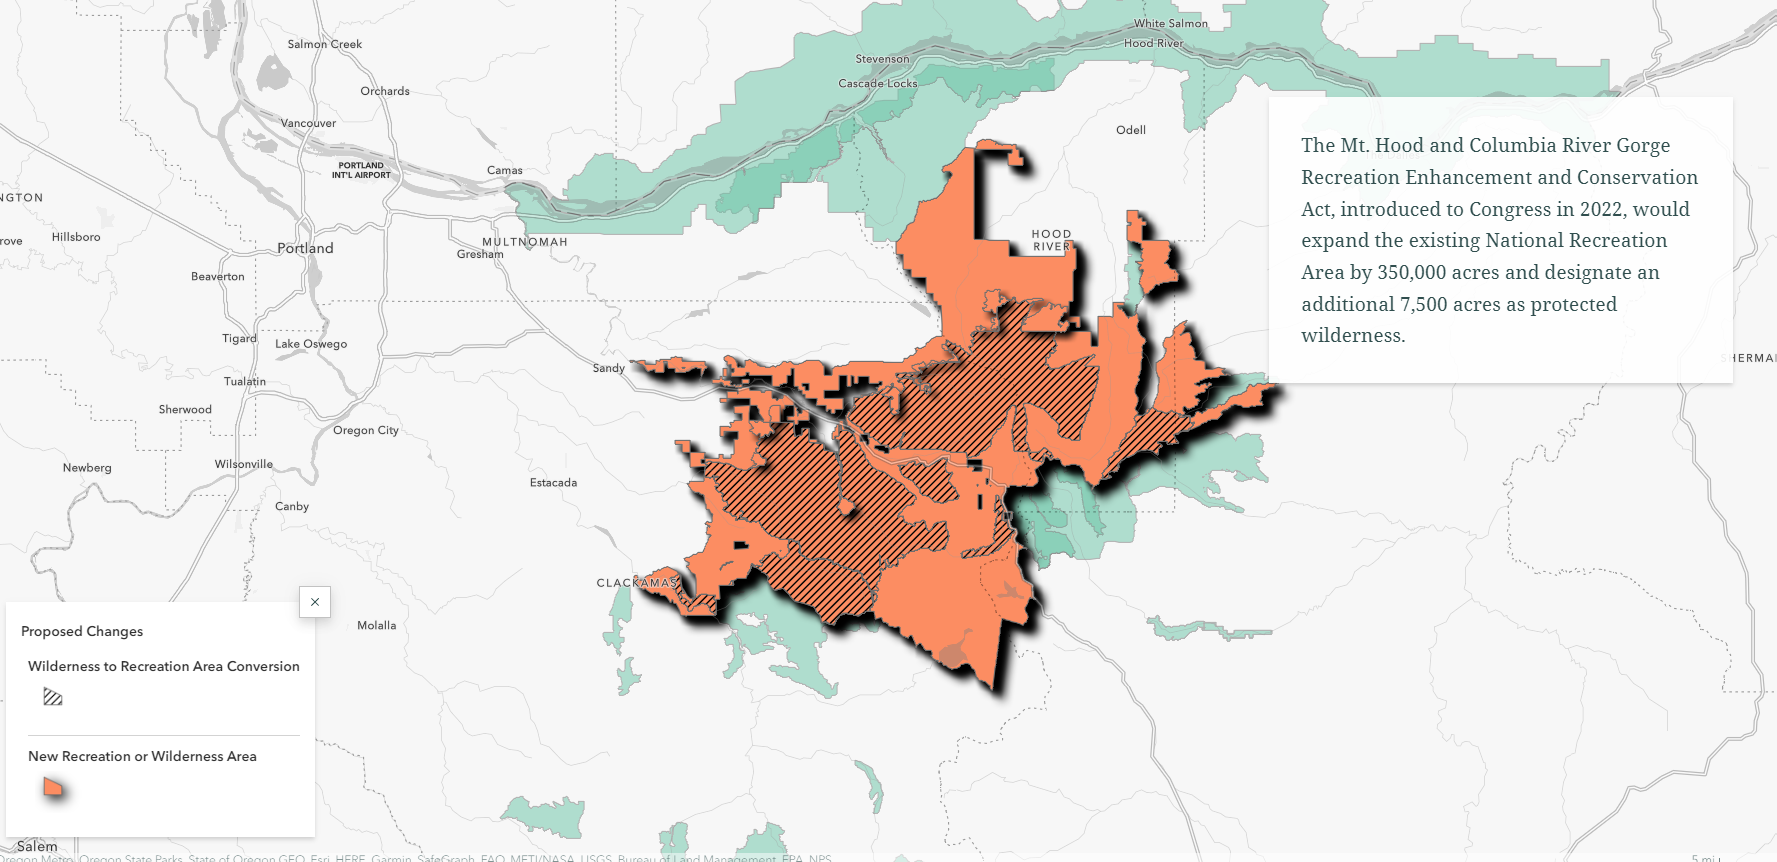 White Salmon
Hood River
Salmon Creek
Stevenson
Cascade Locks
Orchards
Vancouver
Odell
PORTLAND
INT'L AIRPORT
Camas
NGTON
Hillsboro
rove
Portland
MULTNOMAH
Gresham
HOOD
RIVER
Beaverton
Tigard
Lake Oswego
Sandy
Tualatin
Sherwood
Oregon City
Newberg
Wilsonville
Estacada
Canby
CLACKAMAS
Molalla
SHERMA
Salem
The Mt. Hood and Columbia River Gorge
Recreation Enhancement and Conservation
Act, introduced to Congress in 2022, would
expand the existing National Recreation
Area by 350,000 acres and designate an
additional 7,500 acres as protected
wilderness.
Proposed Changes
Wilderness to Recreation Area Conversion
New Recreation or Wilderness Area
Oregon Metro, Oregon State Parks, State of Oregon GEO, Esri, HERE, Garmin, SafeGraph, FAO, METI/NASA, USGS, Bureau of Land Management, EPA, NPS
5 mi